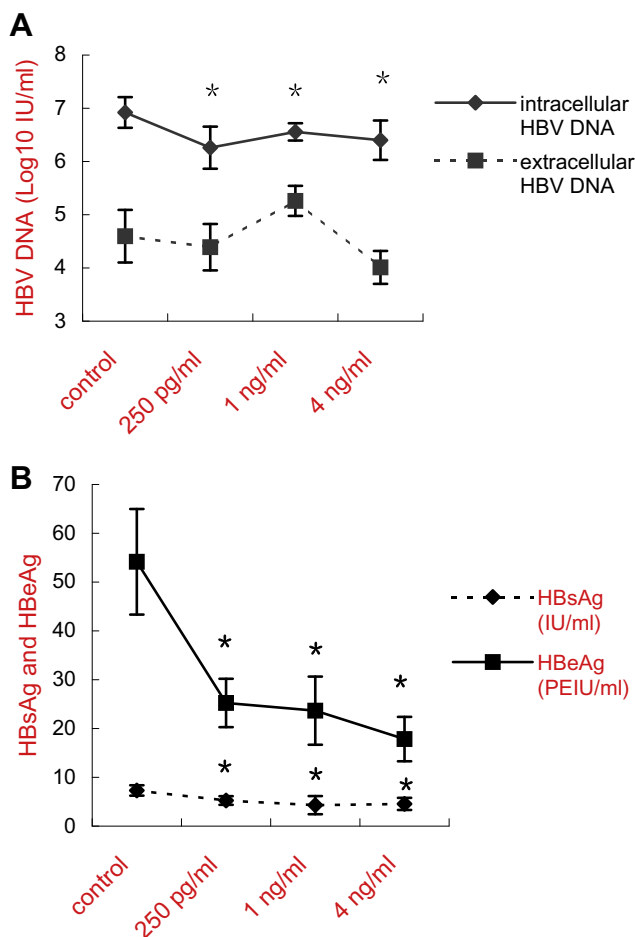 A
HBV DNA (Log10 IU/ml)
8
7
6
5
4
3
* * *
control
250 pg/ml
1 ng/ml
4 ng/ml
intracellular
HBV DNA
extracellular
HBV DNA
B
HBsAg and HBeAg
70
60
50
40
30
20
10
0
* * *
* * *
control
250 pg/ml
1 ng/ml
4 ng/ml
HBsAg
(IU/ml)
HBeAg
(PEIU/ml)